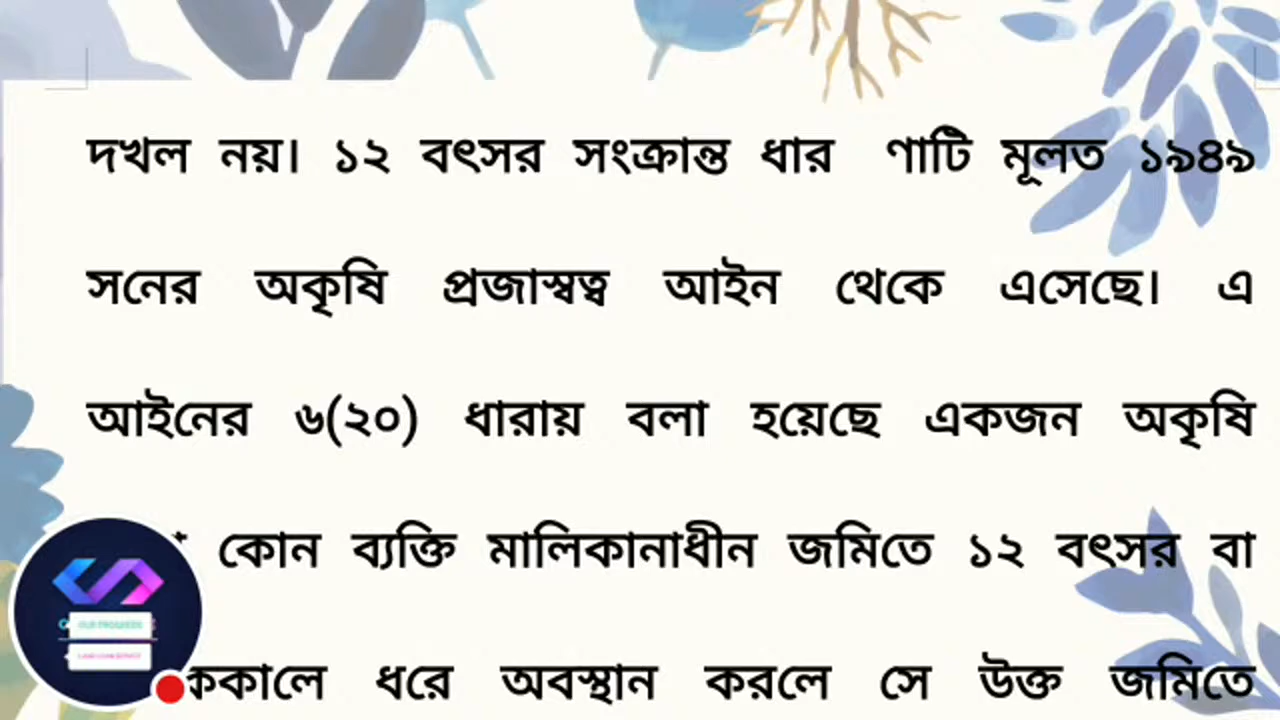 দখল নয়। ১২ বৎসর সংক্রান্ত ধার ণাটি মূলত ১৯৪৯
সনের অকৃষি প্রজাস্বত্ব আইন থেকে এসেছে। এ
আইনের ৬(২০) ধারায় বলা হয়েছে একজন অকৃষি
কোন ব্যক্তি মালিকানাধীন জমিতে ১২ বৎসর বা
ধরে অবস্থান করলে সে উক্ত জমিতে